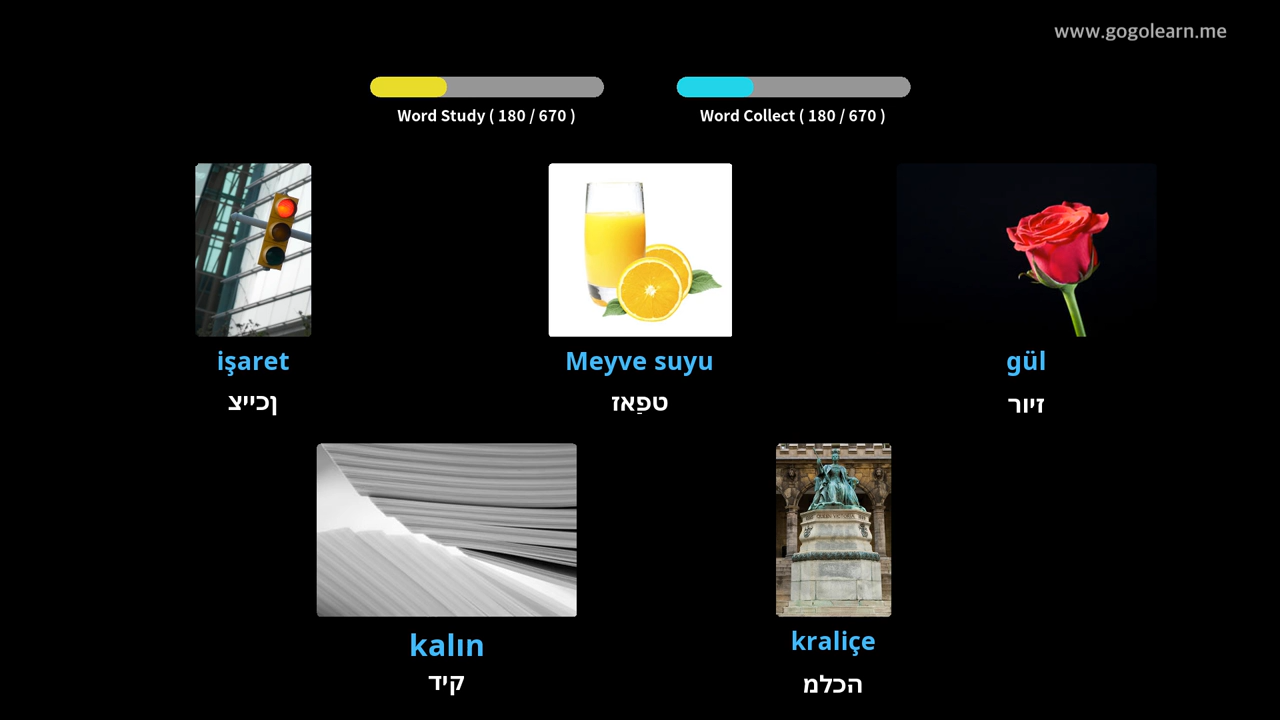 www.gogolearn.me
Word Study ( 180 / 670 )
Word Collect ( 180 / 670 )
işaret
ןכייצ
Meyve suyu
טפַאז
gül
זיור
kalın
קיד
kraliçe
הכלמ